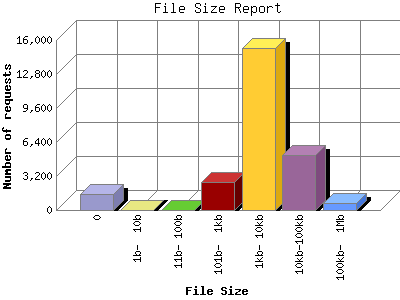 File Size Report
16,000
12,800
9,600
6,400
3,200
0
Number of requests
0
1b- 10b
11b- 100b
101b- 1kb
1kb- 10kb
10kb-100kb
100kb- 1Mb
File Size